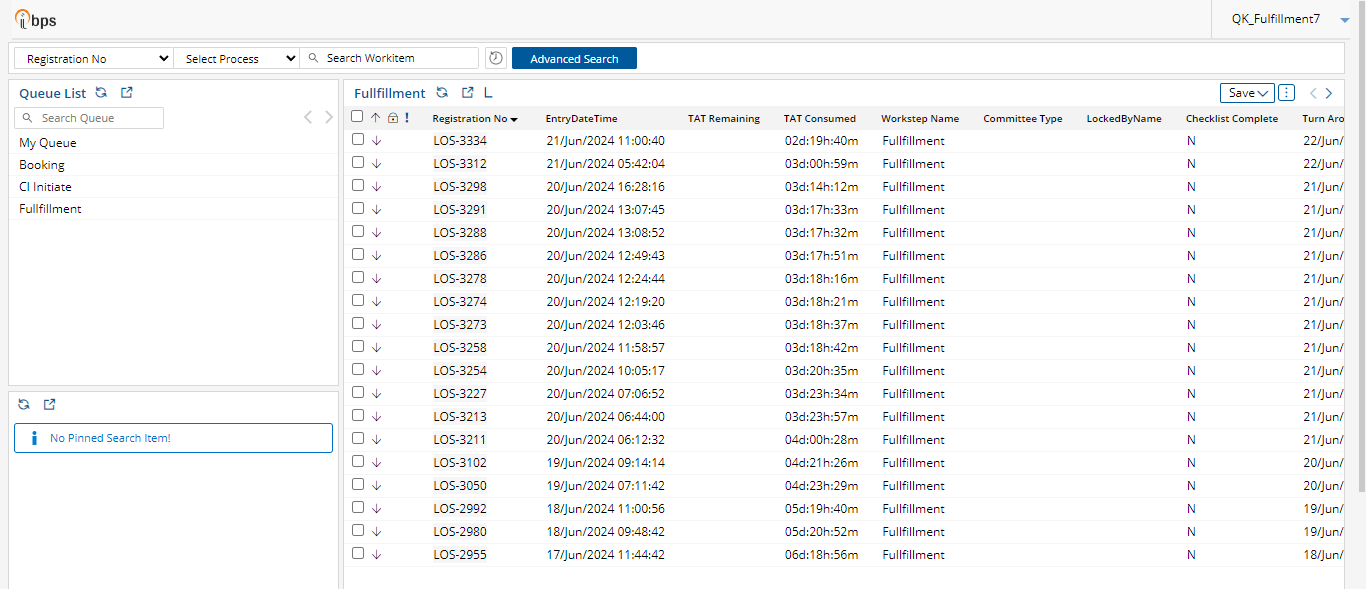 ibps
QK_Fulfillment7
Registration No Select Process Search Workitem Advanced Search
Queue List
Search Queue
My Queue
Booking
CI Initiate
Fullfillment
No Pinned Search Item!
Fullfillment L Save
Registration No EntryDateTime TAT Remaining TAT Consumed Workstep Name Committee Type LockedByName Checklist Complete Turn Aro
LOS-3334 21/Jun/2024 11:00:40 02d:19h:40m Fullfillment N 22/Jun/
LOS-3312 21/Jun/2024 05:42:04 03d:00h:59m Fullfillment N 22/Jun/
LOS-3298 20/Jun/2024 16:28:16 03d:14h:12m Fullfillment N 21/Jun/
LOS-3291 20/Jun/2024 13:07:45 03d:17h:33m Fullfillment N 21/Jun/
LOS-3288 20/Jun/2024 13:08:52 03d:17h:32m Fullfillment N 21/Jun/
LOS-3286 20/Jun/2024 12:49:43 03d:17h:51m Fullfillment N 21/Jun/
LOS-3278 20/Jun/2024 12:24:44 03d:18h:16m Fullfillment N 21/Jun/
LOS-3274 20/Jun/2024 12:19:20 03d:18h:21m Fullfillment N 21/Jun/
LOS-3273 20/Jun/2024 12:03:46 03d:18h:37m Fullfillment N 21/Jun/
LOS-3258 20/Jun/2024 11:58:57 03d:18h:42m Fullfillment N 21/Jun/
LOS-3254 20/Jun/2024 10:05:17 03d:20h:35m Fullfillment N 21/Jun/
LOS-3227 20/Jun/2024 07:06:52 03d:23h:34m Fullfillment N 21/Jun/
LOS-3213 20/Jun/2024 06:44:00 03d:23h:57m Fullfillment N 21/Jun/
LOS-3211 20/Jun/2024 06:12:32 04d:00h:28m Fullfillment N 21/Jun/
LOS-3102 19/Jun/2024 09:14:14 04d:21h:26m Fullfillment N 20/Jun/
LOS-3050 19/Jun/2024 07:11:42 04d:23h:29m Fullfillment N 20/Jun/
LOS-2992 18/Jun/2024 11:00:56 05d:19h:40m Fullfillment N 19/Jun/
LOS-2980 18/Jun/2024 09:48:42 05d:20h:52m Fullfillment N 19/Jun/
LOS-2955 17/Jun/2024 11:44:42 06d:18h:56m Fullfillment N 18/Jun/